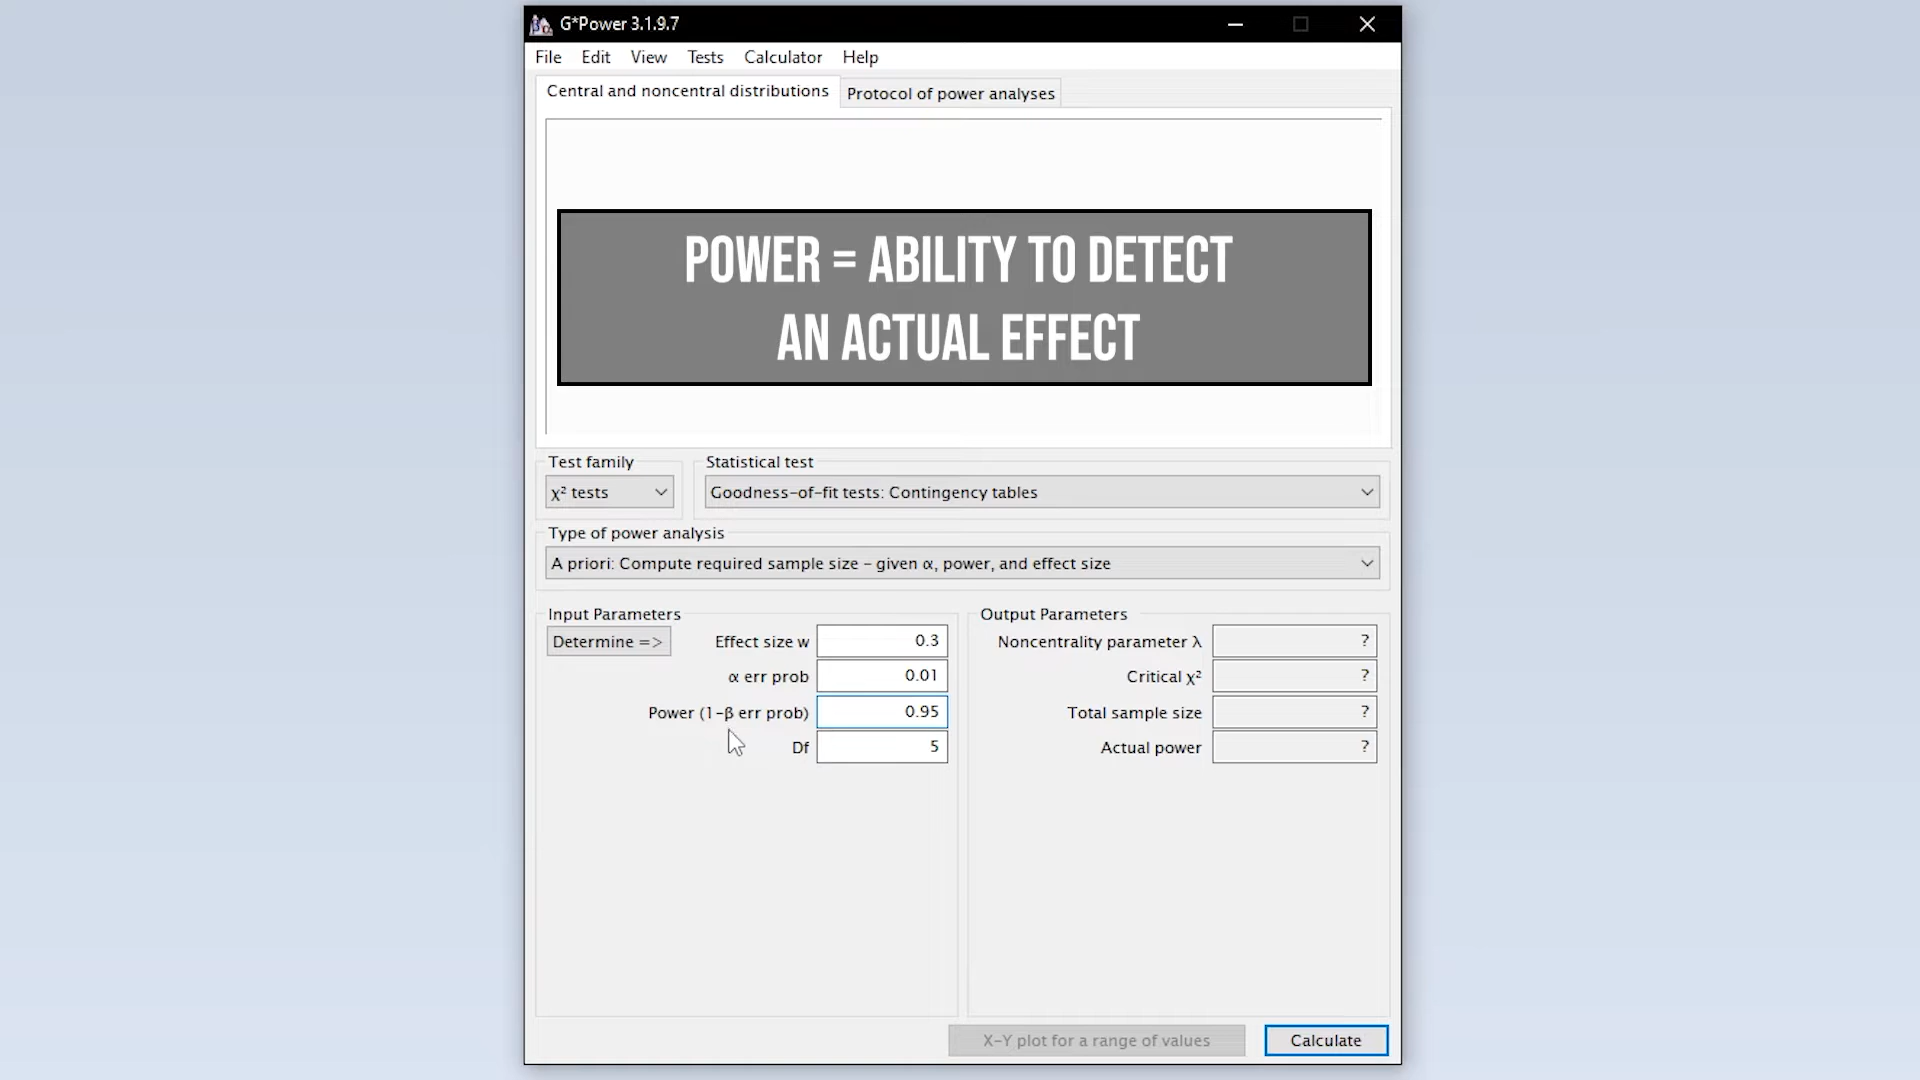 G*Power 3.1.9.7
File Edit View Tests Calculator Help
Central and noncentral distributions Protocol of power analyses
POWER = ABILITY TO DETECT
AN ACTUAL EFFECT
Test family Statistical test
χ² tests Goodness-of-fit tests: Contingency tables
Type of power analysis
A priori: Compute required sample size - given α, power, and effect size
Input Parameters Output Parameters
Determine => Effect size w 0.3 Noncentrality parameter λ ?
α err prob 0.01 Critical χ² ?
Power (1-β err prob) 0.95 Total sample size ?
Df 5 Actual power ?
X-Y plot for a range of values Calculate